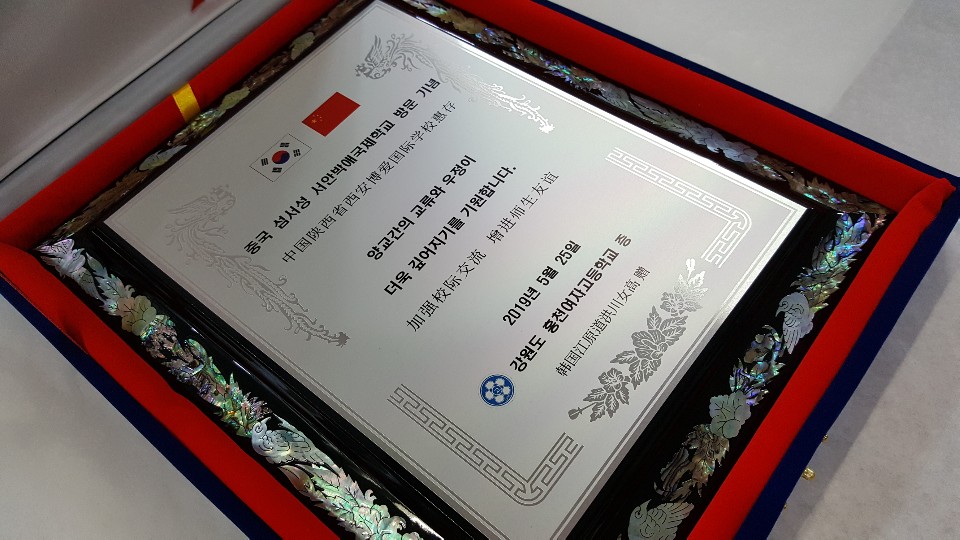 중국 섬서성 서안박애국제학교 방문 기념
中国陕西省西安博爱国际学校惠存
양교간의 교류와 우정이
더욱 깊어지기를 기원합니다.
加强校际交流 增进师生友谊
2019년 5월 25일
강원도 홍천여자고등학교 증
韩国江原道洪川女高 赠